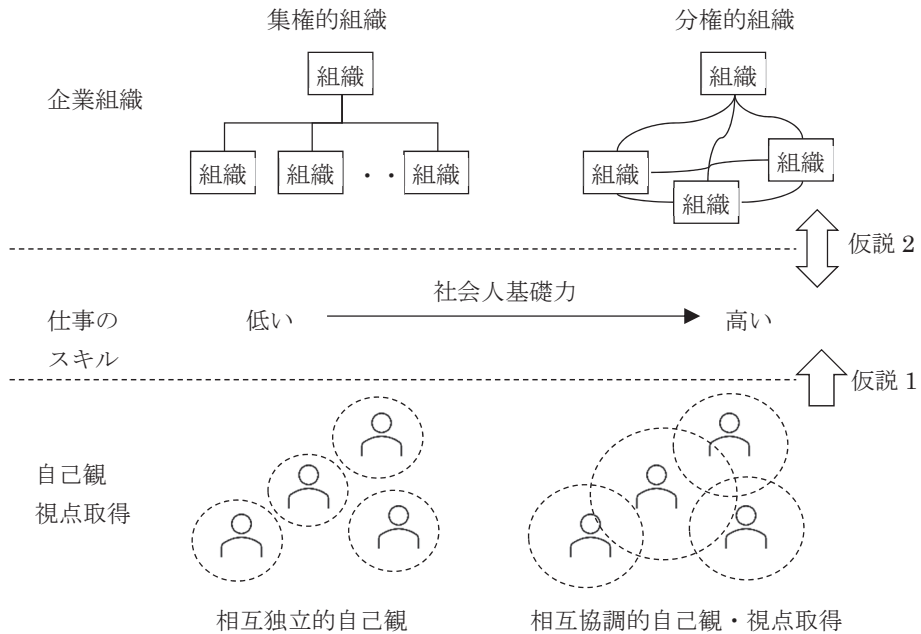 集権的組織
分権的組織
企業組織
組織
組織
組織
・・
組織
組織
組織
組織
組織
仮説 2
仕事の
スキル
低い
社会人基礎力
高い
仮説 1
自己観
視点取得
相互独立的自己観
相互協調的自己観・視点取得